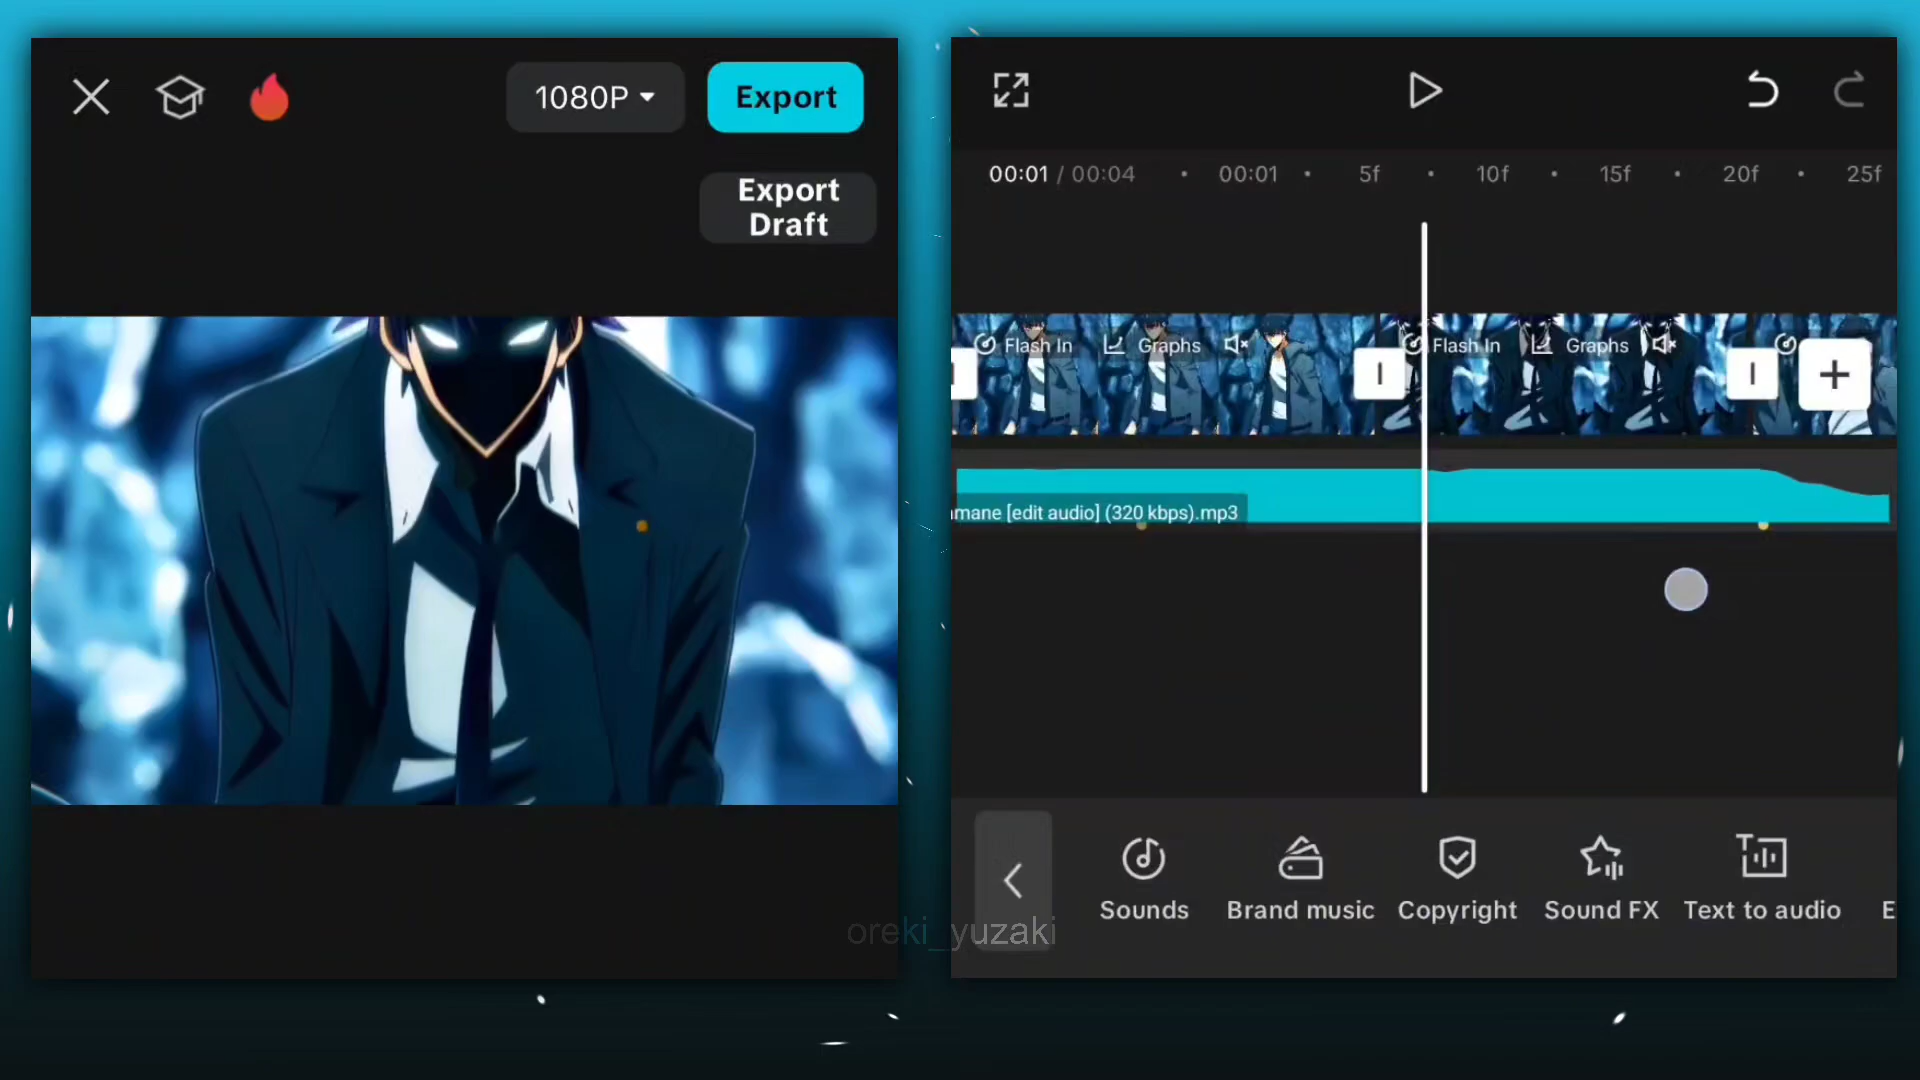 1080P
Export
Export
Draft
00:01 / 00:04
00:01
5f
10f
15f
20f
25f
Flash In
Graphs
Flash In
Graphs
amane [edit audio] (320 kbps).mp3
Sounds
Brand music
Copyright
Sound FX
Text to audio
E
oreki_yuzaki